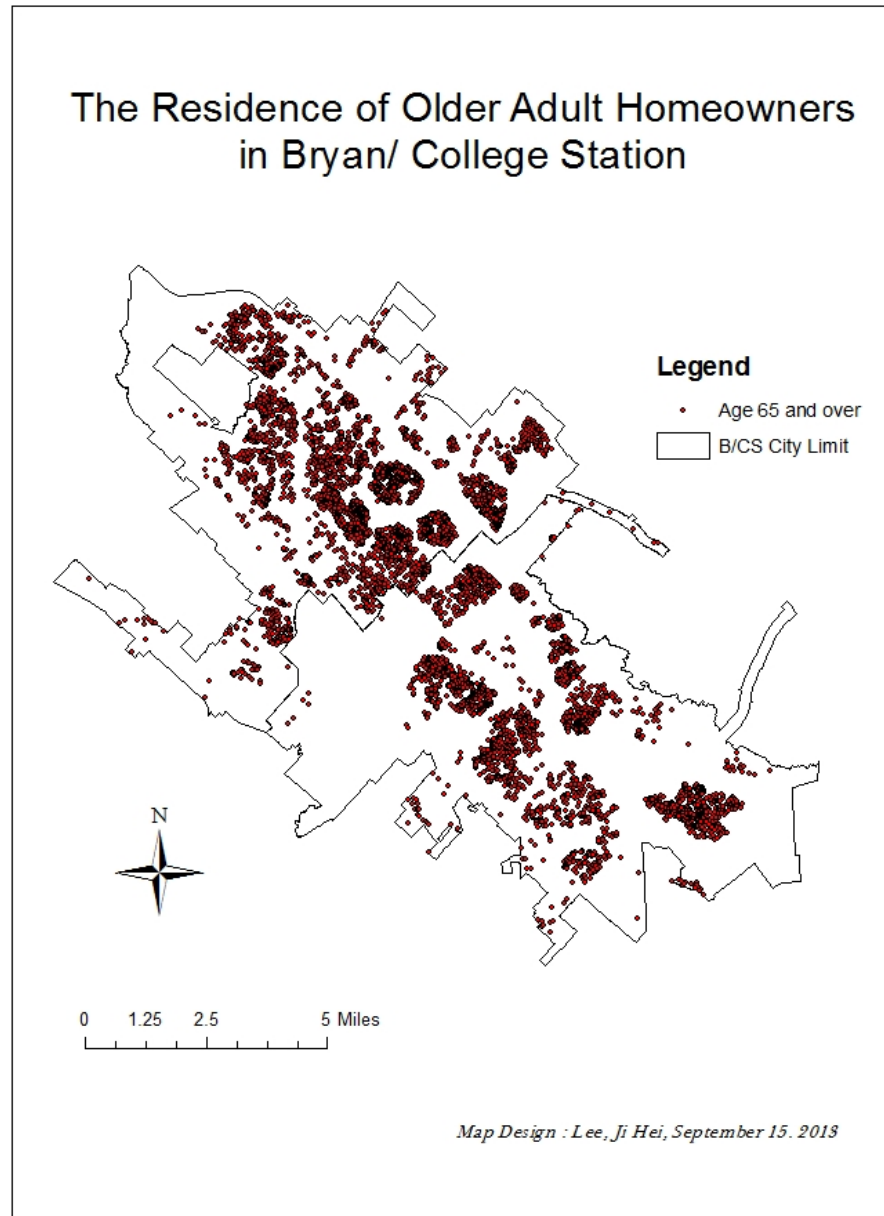 The Residence of Older Adult Homeowners
in Bryan/ College Station
Legend
Age 65 and over
B/CS City Limit
N
0 1.25 2.5 5 Miles
Map Design : Lee, Ji Hei, September 15. 2013